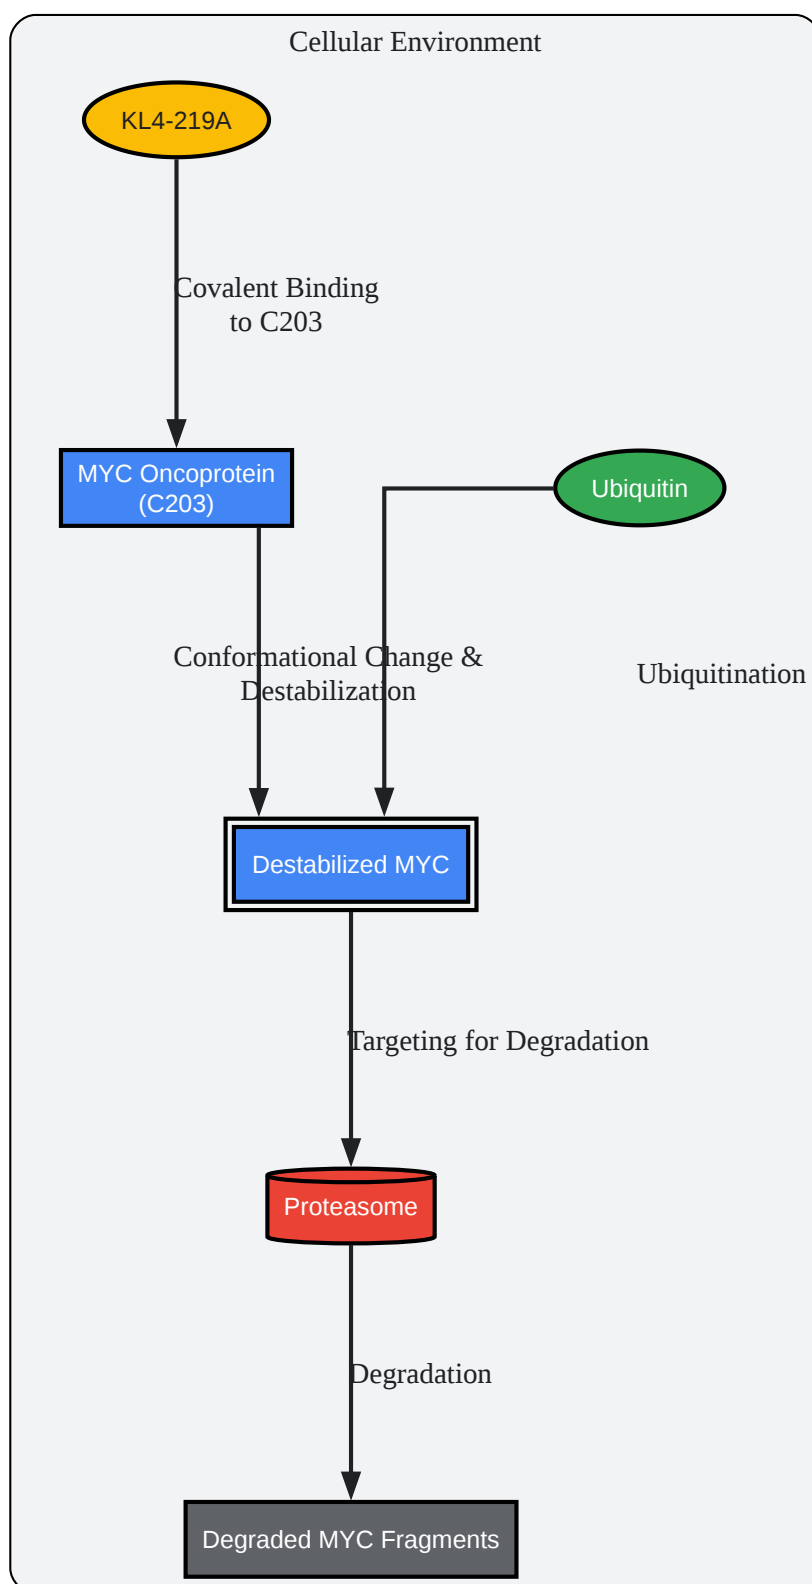 Cellular Environment
KL4-219A
Covalent Binding
to C203
MYC Oncoprotein
(C203)
Ubiquitin
Conformational Change &
Destabilization
Ubiquitination
Destabilized MYC
Targeting for Degradation
Proteasome
Degradation
Degraded MYC Fragments